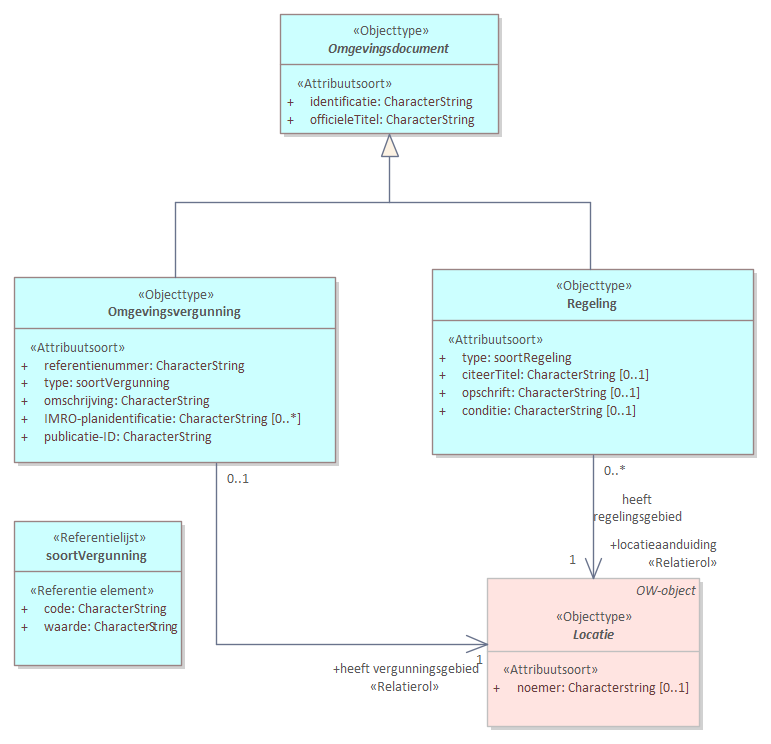 «Objecttype»
Omgevingsdocument
«Attribuutsoort»
+ identificatie: CharacterString
+ officieleTitel: CharacterString
«Objecttype»
Omgevingsvergunning
«Attribuutsoort»
+ referentienummer: CharacterString
+ type: soortVergunning
+ omschrijving: CharacterString
+ IMRO-planidentificatie: CharacterString [0..*]
+ publicatie-ID: CharacterString
«Objecttype»
Regeling
«Attribuutsoort»
+ type: soortRegeling
+ citeerTitel: CharacterString [0..1]
+ opschrift: CharacterString [0..1]
+ conditie: CharacterString [0..1]
0..1
0..*
heeft
regelingsgebied
+locatieaanduiding
1
«Relatierol»
«Referentielijst»
soortVergunning
«Referentie element»
+ code: CharacterString
+ waarde: CharacterString
OW-object
«Objecttype»
Locatie
«Attribuutsoort»
+ noemer: Characterstring [0..1]
1
+heeft vergunningsgebied
«Relatierol»